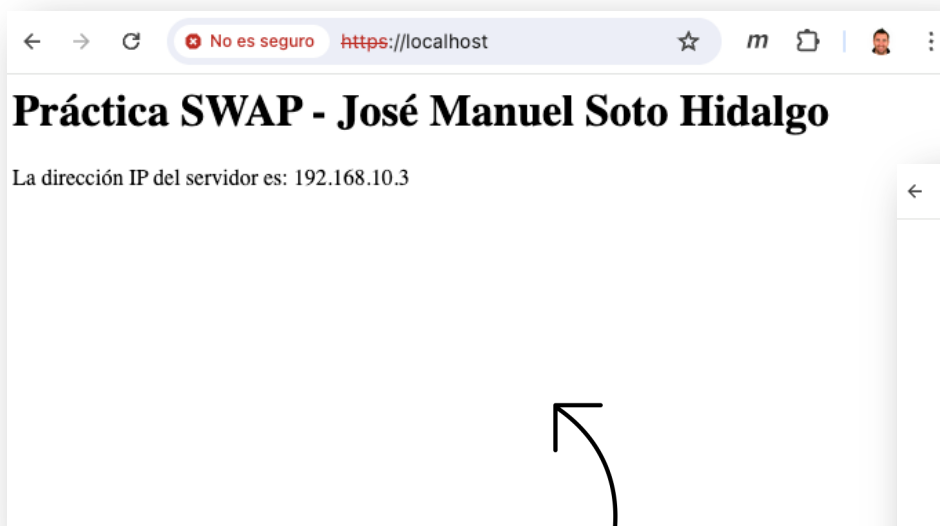 No es seguro https://localhost m
Práctica SWAP - José Manuel Soto Hidalgo
La dirección IP del servidor es: 192.168.10.3